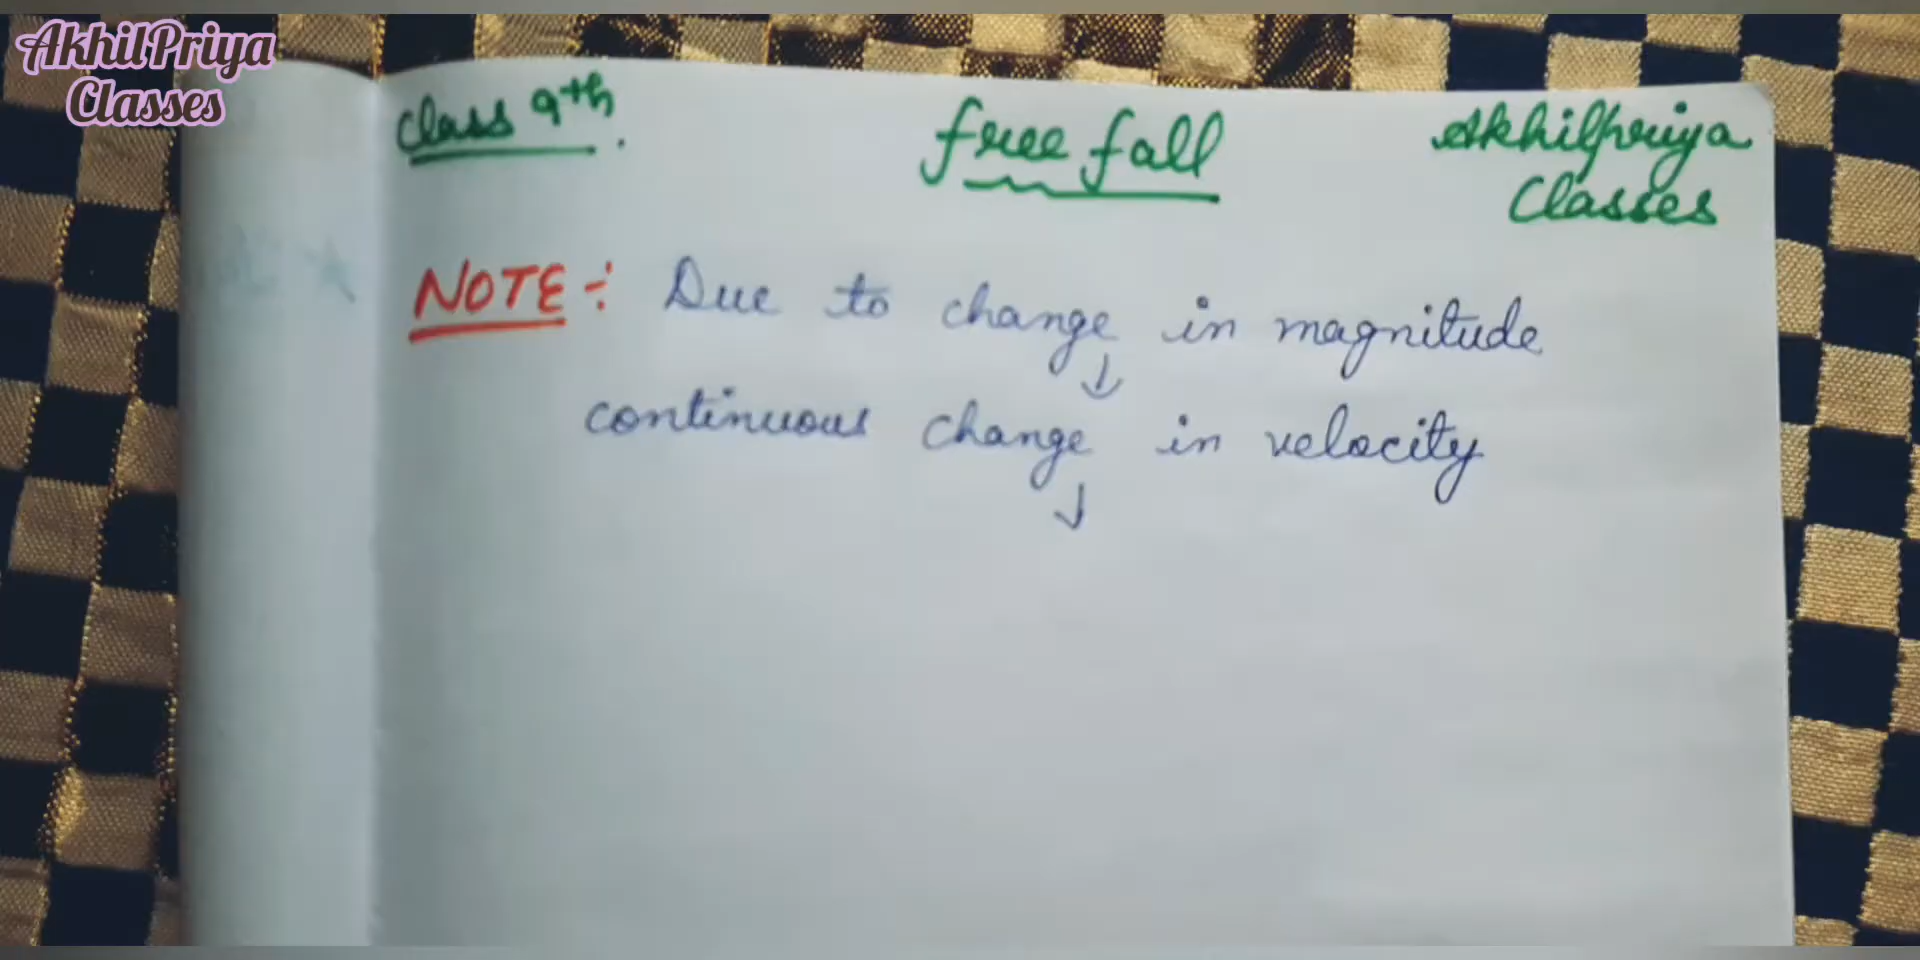 AkhilPriya
Classes
Class 9th.
free fall
Akhilpriya
Classes
NOTE :- Due to change in magnitude
↓
continuous change in velocity
↓